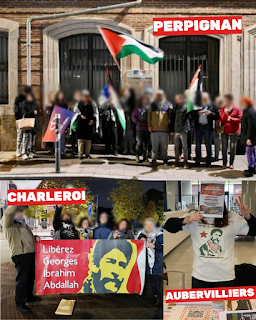 PERPIGNAN
CHARLEROI
Libérez
Georges
Ibrahim
Abdallah
AUBERVILLIERS